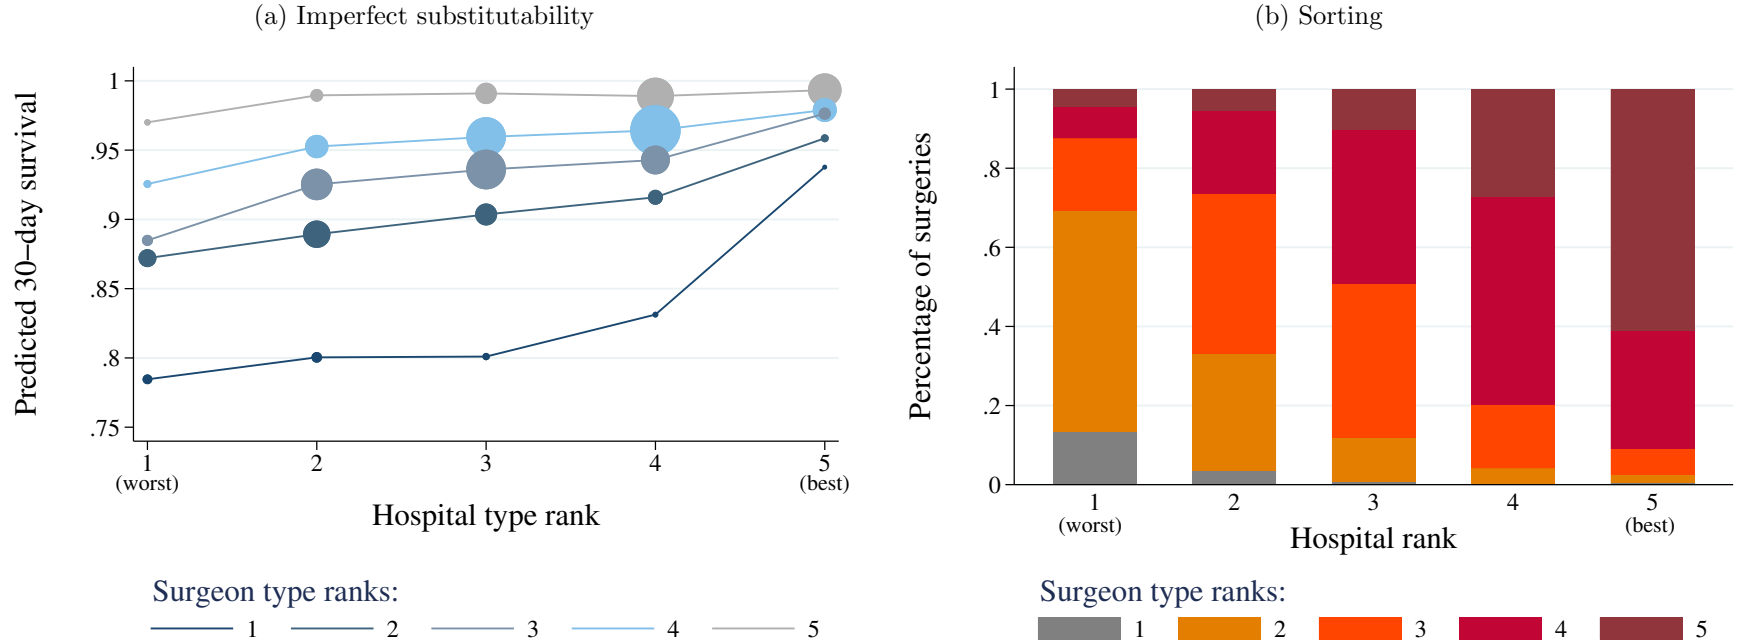 (a) Imperfect substitutability
Predicted 30–day survival
1
.95
.9
.85
.8
.75
1 2 3 4 5
(worst) (best)
Hospital type rank
Surgeon type ranks:
1 2 3 4 5
(b) Sorting
Percentage of surgeries
1
.8
.6
.4
.2
0
1 2 3 4 5
(worst) (best)
Hospital rank
Surgeon type ranks:
1 2 3 4 5